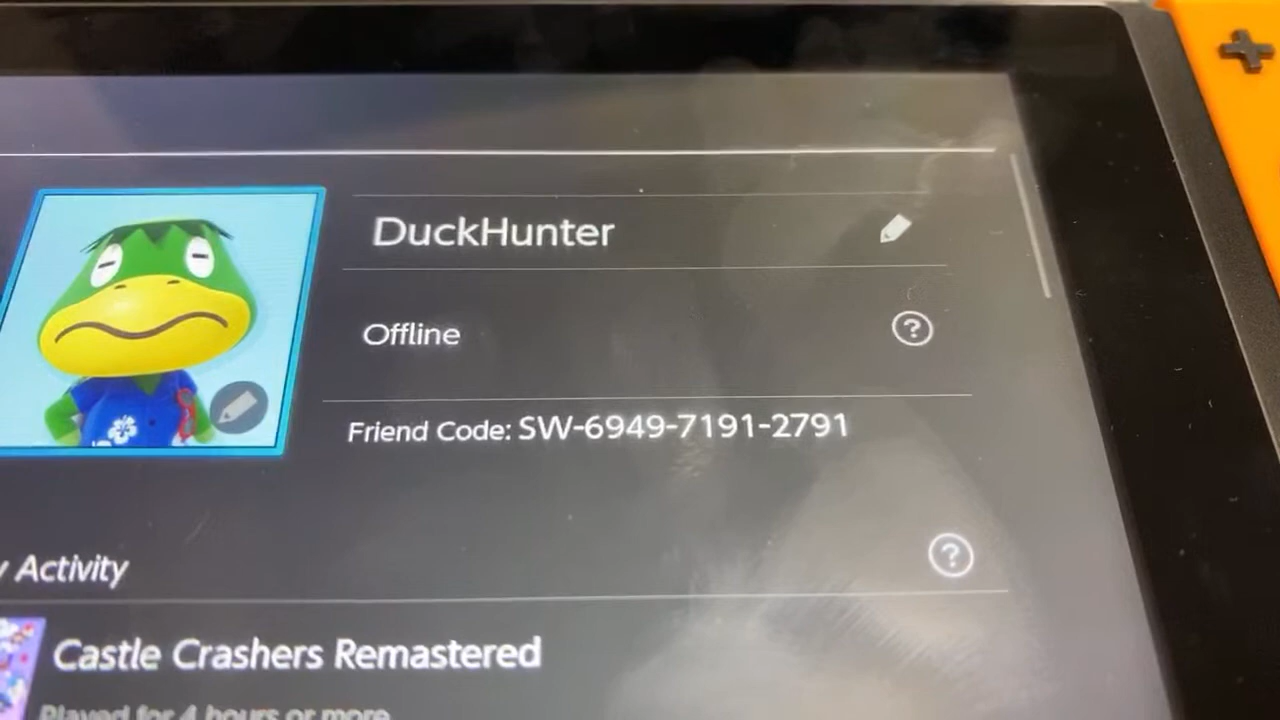 DuckHunter
Offline
Friend Code: SW-6949-7191-2791
Activity
Castle Crashers Remastered
Played for 4 hours or more